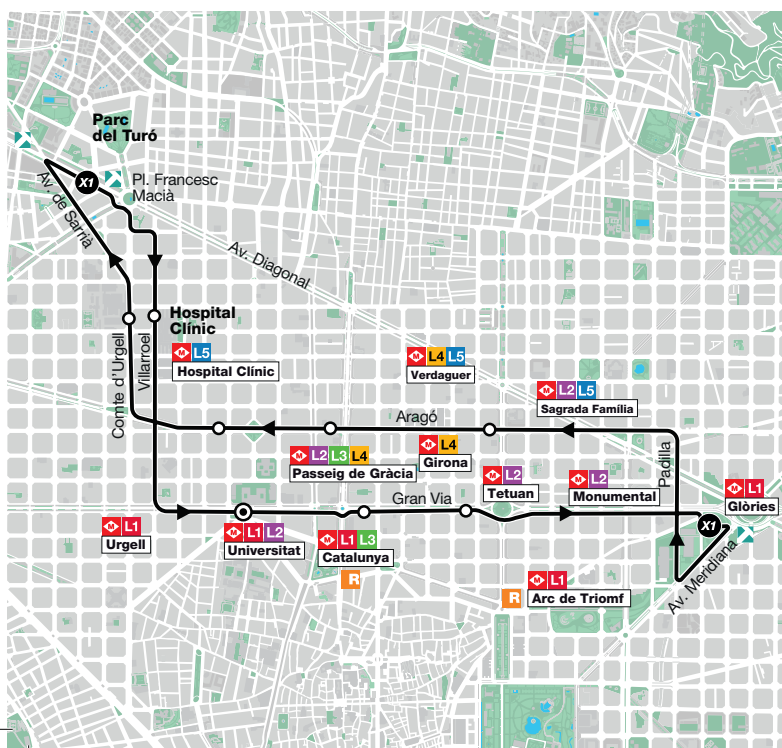 Parc
del Turó
X1
Pl. Francesc
Macià
Av. de Sarrià
Av. Diagonal
Hospital
Clínic
Comte d'Urgell
Villarroel
M L5
Hospital Clínic
M L4 L5
Verdaguer
M L2 L5
Sagrada Família
Aragó
M L2 L3 L4
Passeig de Gràcia
M L4
Girona
Padilla
M L2
Tetuan
M L2
Monumental
M L1
Glòries
Gran Via
X1
M L1
Urgell
M L1 L2
Universitat
M L1 L3
Catalunya
R
R
M L1
Arc de Triomf
Av. Meridiana